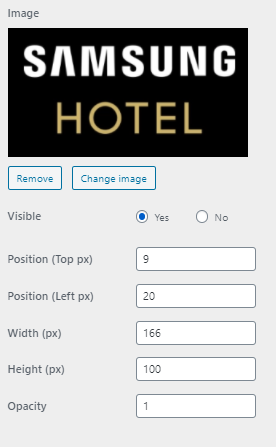 Image
SAMSUNG
HOTEL
Remove Change image
Visible Yes No
Position (Top px) 9
Position (Left px) 20
Width (px) 166
Height (px) 100
Opacity 1